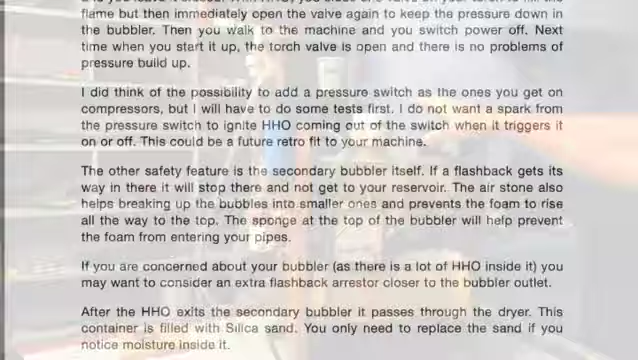 flame but then immediately open the valve again to keep the pressure down in
the bubbler. Then you walk to the machine and you switch power off. Next
time when you start it up, the torch valve is open and there is no problems of
pressure build up.
I did think of the possibility to add a pressure switch as the ones you get on
compressors, but I will have to do some tests first. I do not want a spark from
the pressure switch to ignite HHO coming out of the switch when it triggers it
on or off. This could be a future retro fit to your machine.
The other safety feature is the secondary bubbler itself. If a flashback gets its
way in there it will stop there and not get to your reservoir. The air stone also
helps breaking up the bubbles into smaller ones and prevents the foam to rise
all the way to the top. The sponge at the top of the bubbler will help prevent
the foam from entering your pipes.
If you are concerned about your bubbler (as there is a lot of HHO inside it) you
may want to consider an extra flashback arrestor closer to the bubbler outlet.
After the HHO exits the secondary bubbler it passes through the dryer. This
container is filled with Silica sand. You only need to replace the sand if you
notice moisture inside it.